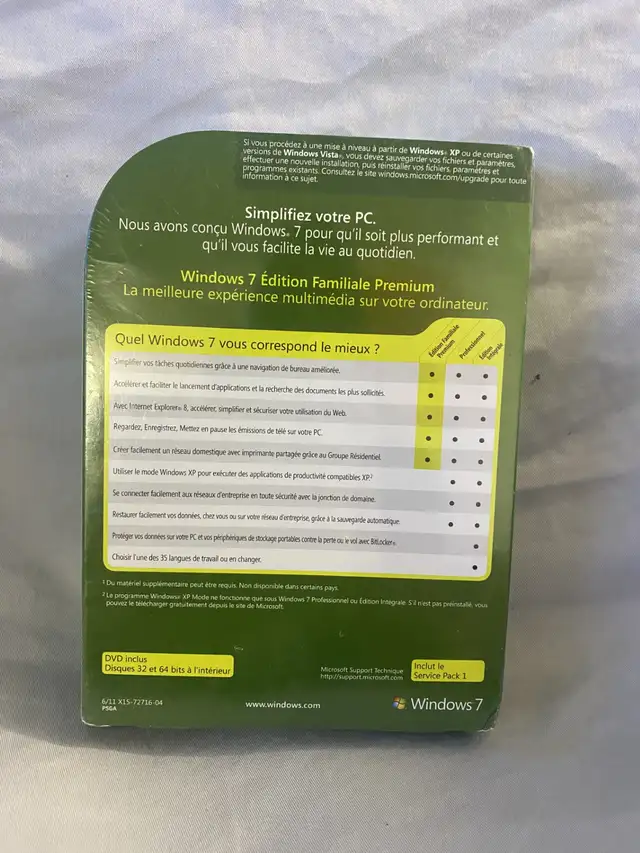 Si vous procédez à une mise à niveau à partir de Windows® XP ou de certaines
versions de Windows Vista®, vous devez sauvegarder vos fichiers et paramètres,
effectuer une nouvelle installation, puis réinstaller vos fichiers, paramètres et
programmes existants. Consultez le site windows.microsoft.com/upgrade pour toute
information à ce sujet.
Simplifiez votre PC.
Nous avons conçu Windows® 7 pour qu'il soit plus performant et
qu'il vous facilite la vie au quotidien.
Windows 7 Édition Familiale Premium
La meilleure expérience multimédia sur votre ordinateur.
Quel Windows 7 vous correspond le mieux ?
Édition Familiale
Premium
Professionnel
Édition
Intégrale
Simplifier vos tâches quotidiennes grâce à une navigation de bureau améliorée.
Accélérer et faciliter le lancement d'applications et la recherche des documents les plus sollicités.
Avec Internet Explorer® 8, accélérer, simplifier et sécuriser votre utilisation du Web.
Regardez, Enregistrez, Mettez en pause les émissions de télé sur votre PC.
Créer facilement un réseau domestique avec imprimante partagée grâce au Groupe Résidentiel.
Utiliser le mode Windows XP pour exécuter des applications de productivité compatibles XP.²
Se connecter facilement aux réseaux d'entreprise en toute sécurité avec la jonction de domaine.
Restaurer facilement vos données, chez vous ou sur votre réseau d'entreprise, grâce à la sauvegarde automatique.
Protéger vos données sur votre PC et vos périphériques de stockage portables contre la perte ou le vol avec BitLocker®.
Choisir l'une des 35 langues de travail ou en changer.
¹ Du matériel supplémentaire peut être requis. Non disponible dans certains pays.
² Le programme Windows® XP Mode ne fonctionne que sous Windows 7 Professionnel ou Édition Intégrale. S'il n'est pas préinstallé, vous
pouvez le télécharger gratuitement depuis le site de Microsoft.
DVD inclus
Disques 32 et 64 bits à l'intérieur
Microsoft Support Technique
http://support.microsoft.com
Inclut le
Service Pack 1
6/11 X15-72716-04
PSGA
www.windows.com
Windows 7